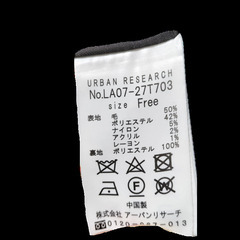 URBAN RESEARCH
No.LA07-27T703
size Free
表地 毛 50%
ポリエステル 42%
ナイロン 5%
アクリル 2%
レーヨン 1%
裏地 ポリエステル 100%
中国製
株式会社 アーバンリサーチ